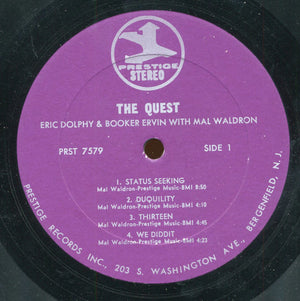 PRESTIGE
STEREO
THE QUEST
ERIC DOLPHY & BOOKER ERVIN WITH MAL WALDRON
PRST 7579 SIDE 1
1. STATUS SEEKING
Mal Waldron-Prestige Music-BMI 8:50
2. DUQUILITY
Mal Waldron-Prestige Music-BMI 4:10
3. THIRTEEN
Mal Waldron-Prestige Music-BMI 4:45
4. WE DIDDIT
Mal Waldron-Prestige Music-BMI 4:23
PRESTIGE RECORDS INC., 203 S. WASHINGTON AVE., BERGENFIELD, N. J.